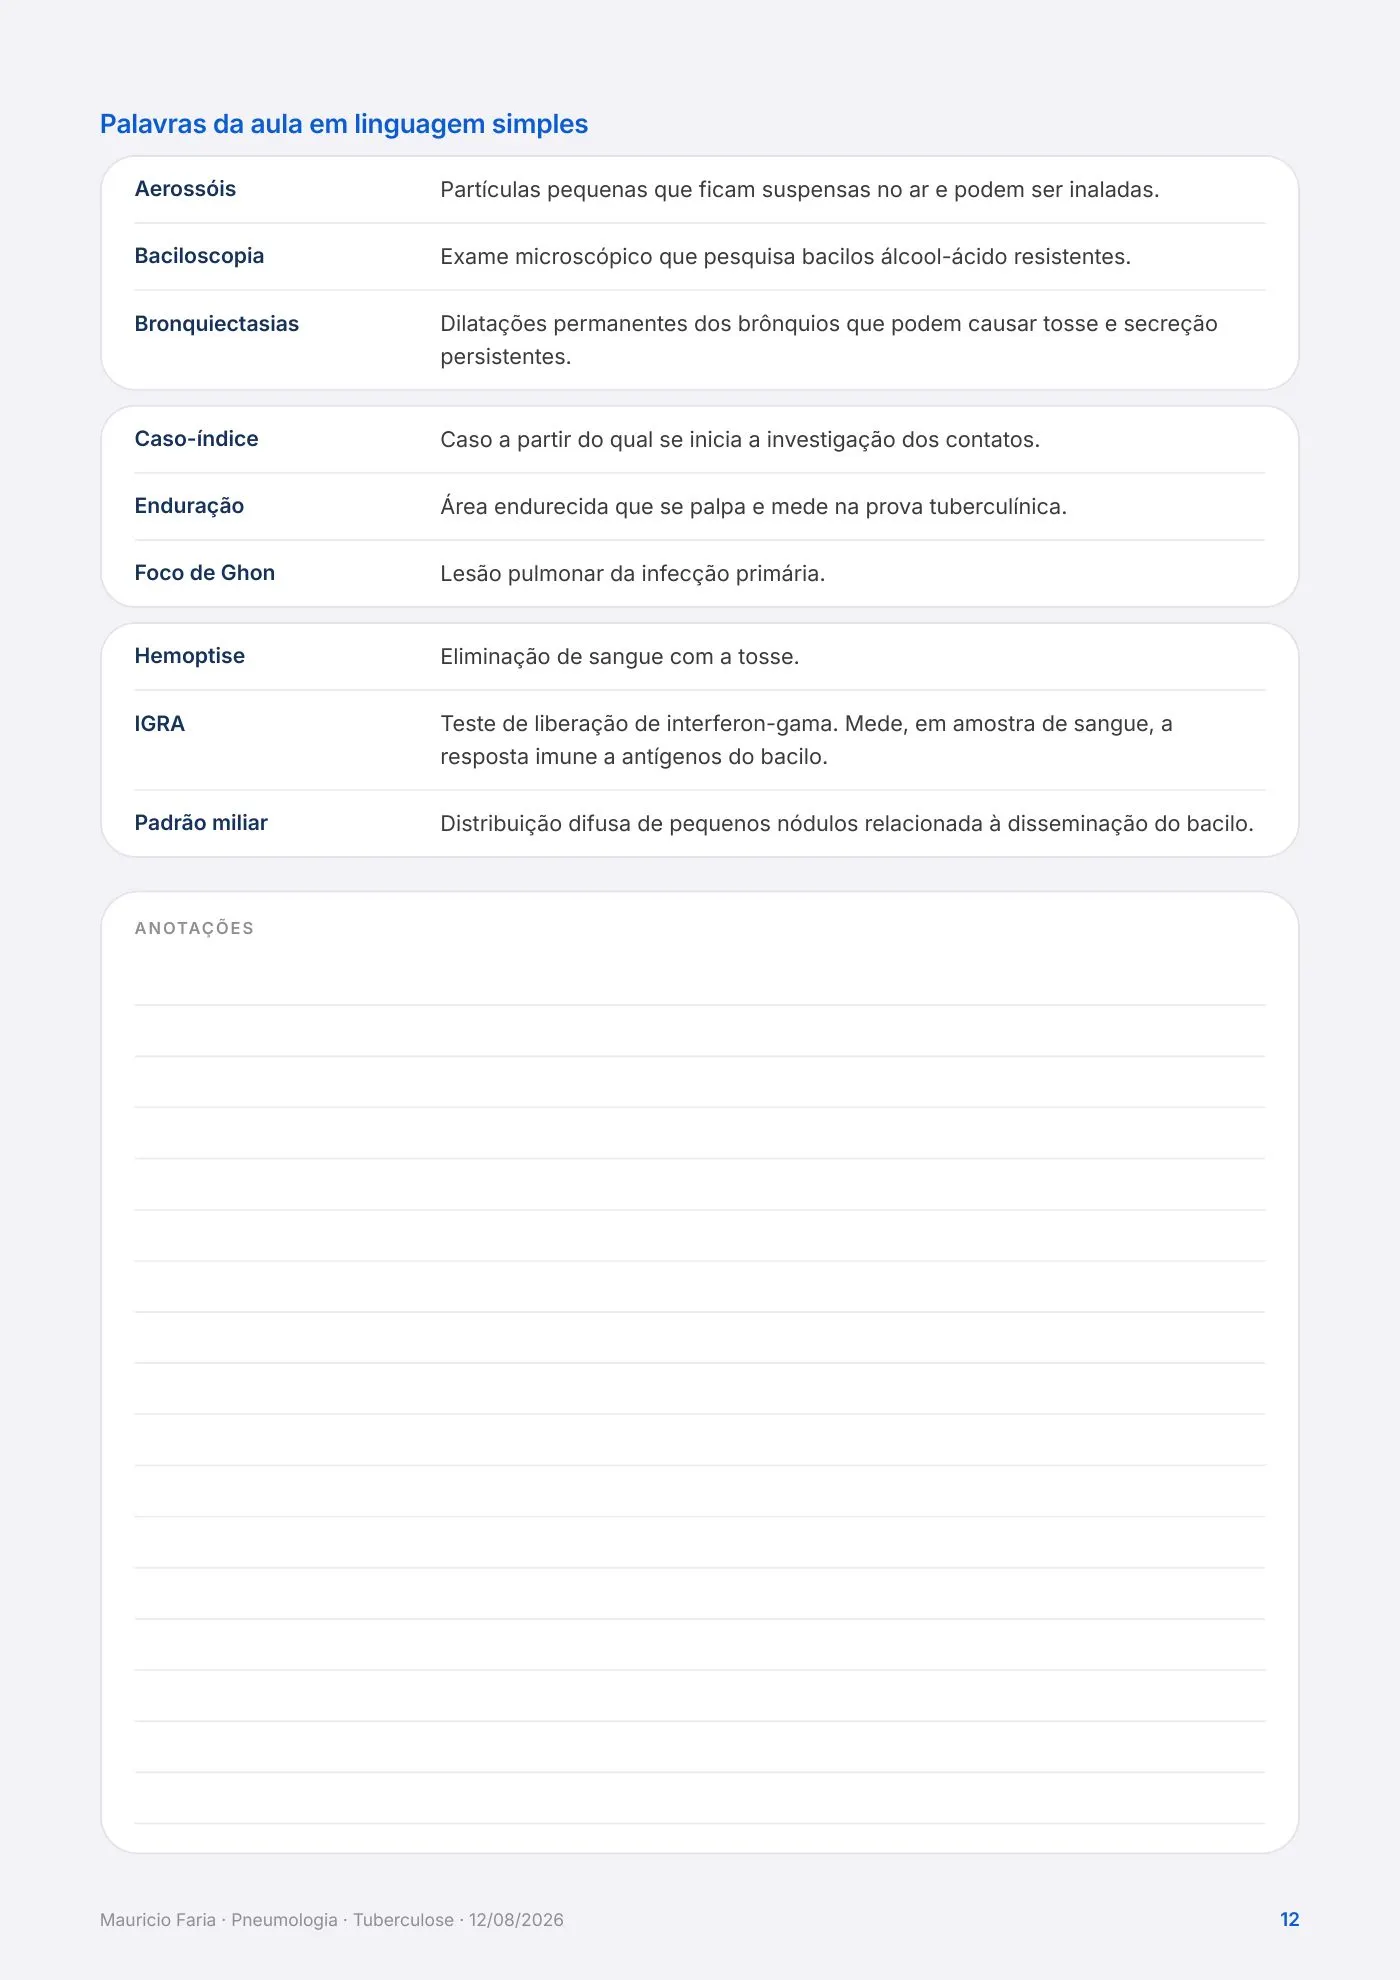 Palavras da aula em linguagem simples
Aerossóis
Partículas pequenas que ficam suspensas no ar e podem ser inaladas.
Baciloscopia
Exame microscópico que pesquisa bacilos álcool-ácido resistentes.
Bronquiectasias
Dilatações permanentes dos brônquios que podem causar tosse e secreção
persistentes.
Caso-índice
Caso a partir do qual se inicia a investigação dos contatos.
Enduração
Área endurecida que se palpa e mede na prova tuberculínica.
Foco de Ghon
Lesão pulmonar da infecção primária.
Hemoptise
Eliminação de sangue com a tosse.
IGRA
Teste de liberação de interferon-gama. Mede, em amostra de sangue, a
resposta imune a antígenos do bacilo.
Padrão miliar
Distribuição difusa de pequenos nódulos relacionada à disseminação do bacilo.
ANOTAÇÕES
Mauricio Faria · Pneumologia · Tuberculose · 12/08/2026
12